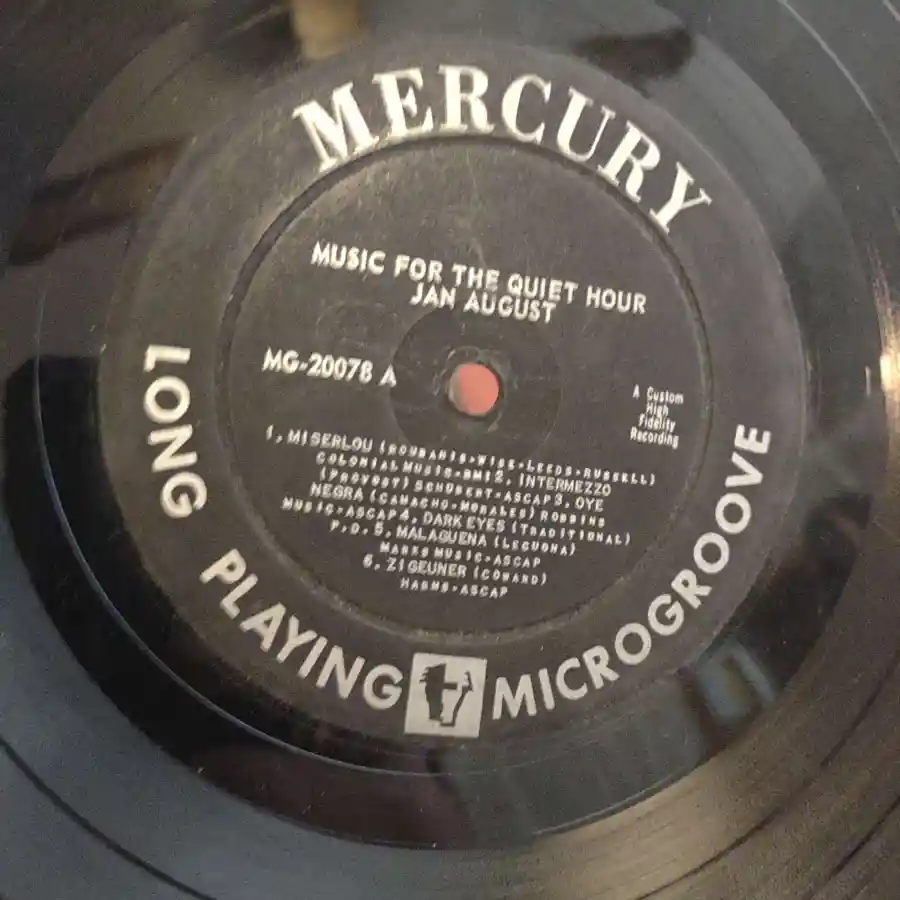 MERCURY
MUSIC FOR THE QUIET HOUR
JAN AUGUST
MG-20078 A
A Custom
High
Fidelity
Recording
1. MISERLOU (ROUBANIS-WISE-LEEDS-RUSSELL)
COLONIAL MUSIC-BMI 2. INTERMEZZO
(PROVOST) SCHUBERT-ASCAP 3. OYE
NEGRA (CAMACHO-MORALES) ROBBINS
MUSIC-ASCAP 4. DARK EYES (TRADITIONAL)
P.D. 5. MALAGUENA (LECUONA)
MARKS MUSIC-ASCAP
6. ZIGEUNER (COWARD)
HARMS-ASCAP
LONG PLAYING MICROGROOVE